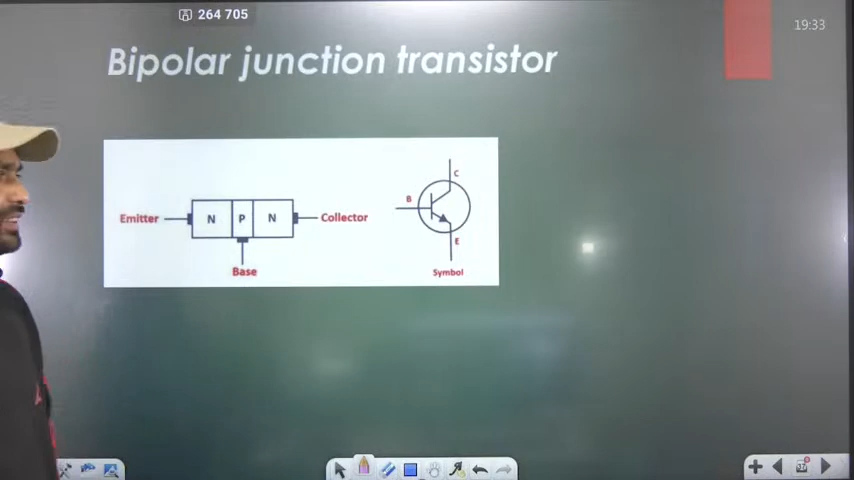 264 705
19:33
Bipolar junction transistor
C
B
Emitter N P N Collector
E
Base
Symbol